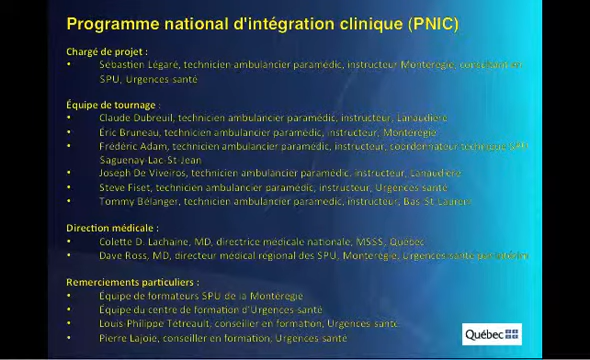 Programme national d'intégration clinique (PNIC)
Chargé de projet :
• Sébastien Légaré, technicien ambulancier paramédic, instructeur Montérégie, consultant et
SPU, Urgences-santé
Équipe de tournage :
• Claude Dubreuil, technicien ambulancier paramédic, instructeur, Lanaudière
• Éric Bruneau, technicien ambulancier paramédic, instructeur, Montérégie
• Frédéric Adam, technicien ambulancier paramédic, instructeur, coordonnateur technique SPU
Saguenay-Lac-St-Jean
• Joseph De Viveiros, technicien ambulancier paramédic, instructeur, Lanaudière
• Steve Fiset, technicien ambulancier paramédic, instructeur, Urgences-santé
• Tommy Bélanger, technicien ambulancier paramédic, instructeur, Bas-St-Laurent
Direction médicale :
• Colette D. Lachaîne, MD, directrice médicale nationale, MSSS, Québec
• Dave Ross, MD, directeur médical régional des SPU, Montérégie, Urgences-santé par intérim
Remerciements particuliers :
• Équipe de formateurs SPU de la Montérégie
• Équipe du centre de formation d'Urgences-santé
• Louis-Philippe Tétreault, conseiller en formation, Urgences-santé
• Pierre Lajoie, conseiller en formation, Urgences-santé
Québec